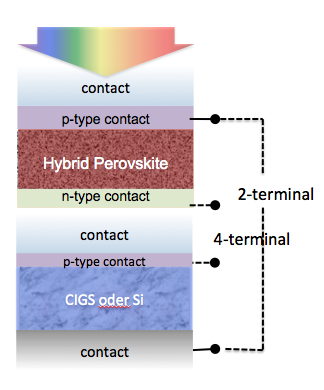 contact
p-type contact
Hybrid Perovskite
n-type contact
2-terminal
contact
4-terminal
p-type contact
CIGS oder Si
contact